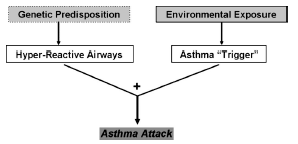 Genetic Predisposition
Environmental Exposure
Hyper-Reactive Airways
Asthma “Trigger”
+
Asthma Attack